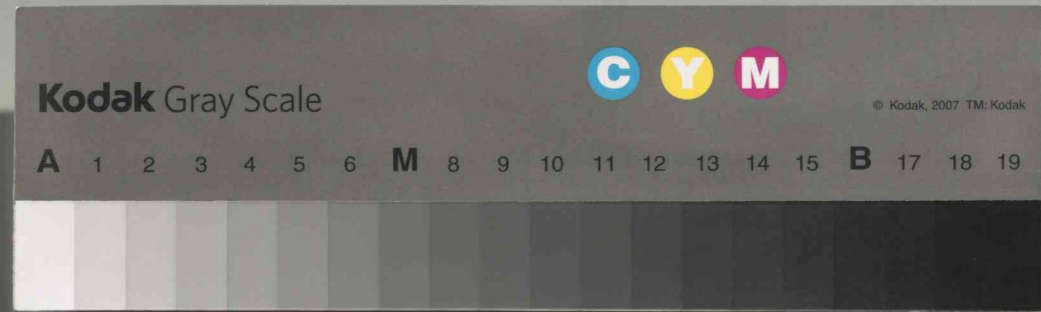 C Y M
Kodak Gray Scale
© Kodak, 2007 TM: Kodak
A 1 2 3 4 5 6 M 8 9 10 11 12 13 14 15 B 17 18 19